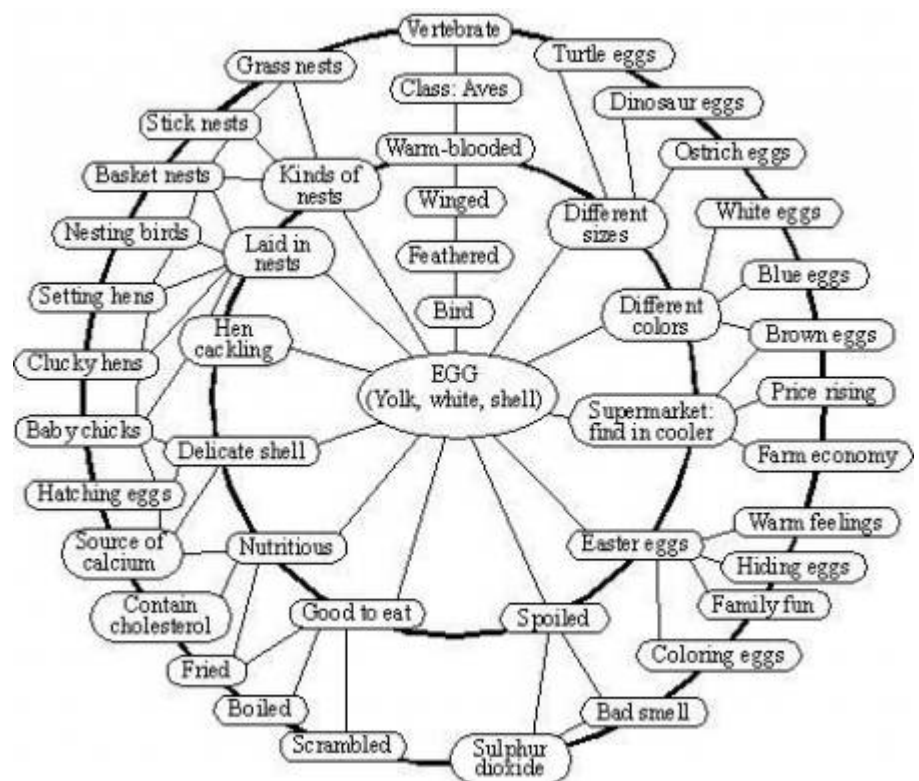 Vertebrate
Grass nests
Turtle eggs
Class: Aves
Dinosaur eggs
Stick nests
Warm-blooded
Ostrich eggs
Basket nests
Kinds of
nests
Winged
Different
sizes
White eggs
Nesting birds
Laid in
nests
Feathered
Blue eggs
Setting hens
Bird
Different
colors
Hen
cackling
Brown eggs
Clucky hens
EGG
(Yolk, white, shell)
Price rising
Supermarket:
find in cooler
Baby chicks
Delicate shell
Farm economy
Hatching eggs
Warm feelings
Source of
calcium
Nutritious
Easter eggs
Hiding eggs
Contain
cholesterol
Good to eat
Spoiled
Family fun
Coloring eggs
Fried
Boiled
Bad smell
Scrambled
Sulphur
dioxide